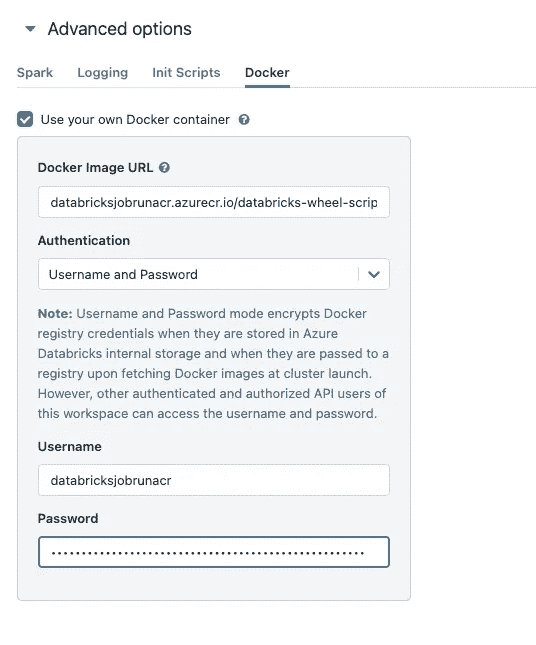 Advanced options
Spark Logging Init Scripts Docker
Use your own Docker container ?
Docker Image URL ?
databricksjobrunacr.azurecr.io/databricks-wheel-scrip
Authentication
Username and Password
Note: Username and Password mode encrypts Docker
registry credentials when they are stored in Azure
Databricks internal storage and when they are passed to a
registry upon fetching Docker images at cluster launch.
However, other authenticated and authorized API users of
this workspace can access the username and password.
Username
databricksjobrunacr
Password